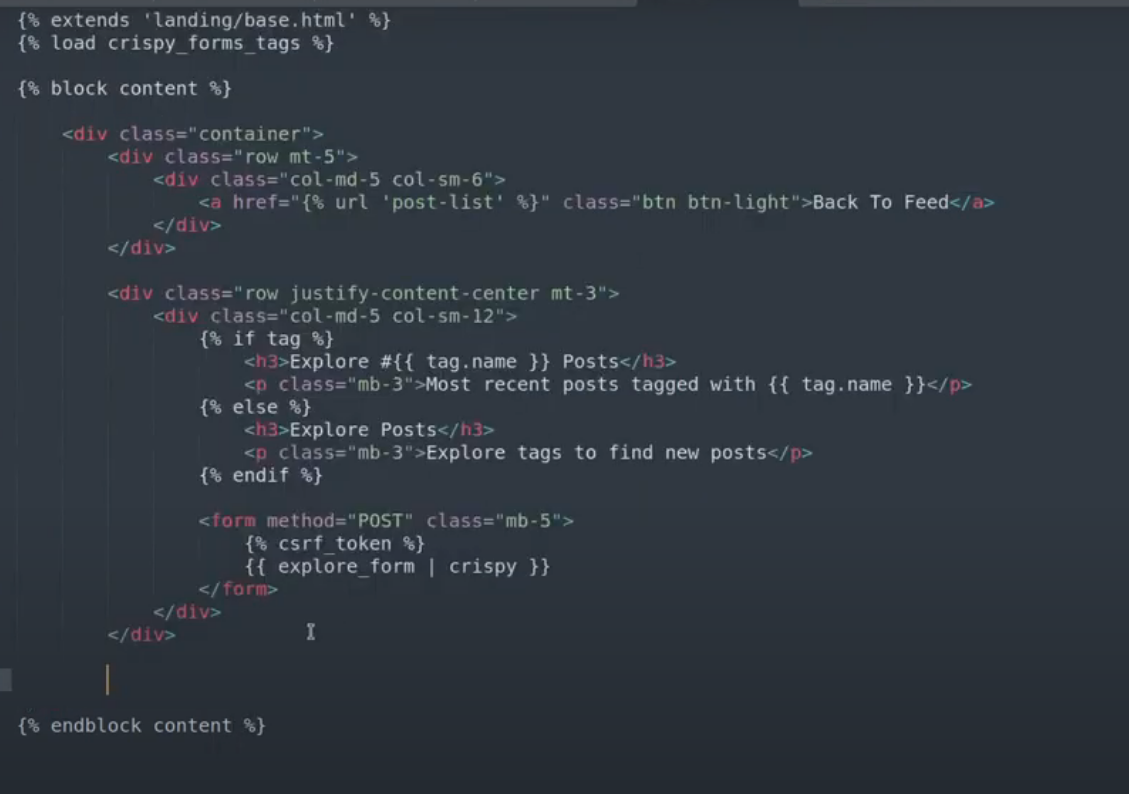 {% extends 'landing/base.html' %}
{% load crispy_forms_tags %}
{% block content %}
<div class="container">
<div class="row mt-5">
<div class="col-md-5 col-sm-6">
<a href="{% url 'post-list' %}" class="btn btn-light">Back To Feed</a>
</div>
</div>
<div class="row justify-content-center mt-3">
<div class="col-md-5 col-sm-12">
{% if tag %}
<h3>Explore #{{ tag.name }} Posts</h3>
<p class="mb-3">Most recent posts tagged with {{ tag.name }}</p>
{% else %}
<h3>Explore Posts</h3>
<p class="mb-3">Explore tags to find new posts</p>
{% endif %}
<form method="POST" class="mb-5">
{% csrf_token %}
{{ explore_form | crispy }}
</form>
</div>
</div>
{% endblock content %}